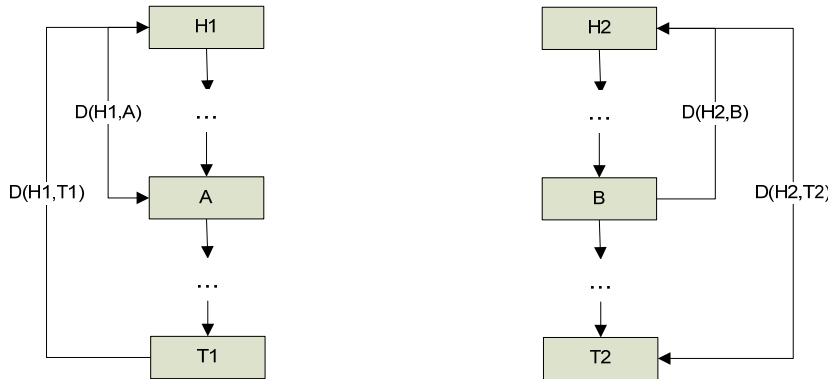 H1
H2
...
...
D(H1,A)
D(H2,B)
D(H1,T1)
A
B
D(H2,T2)
...
...
T1
T2